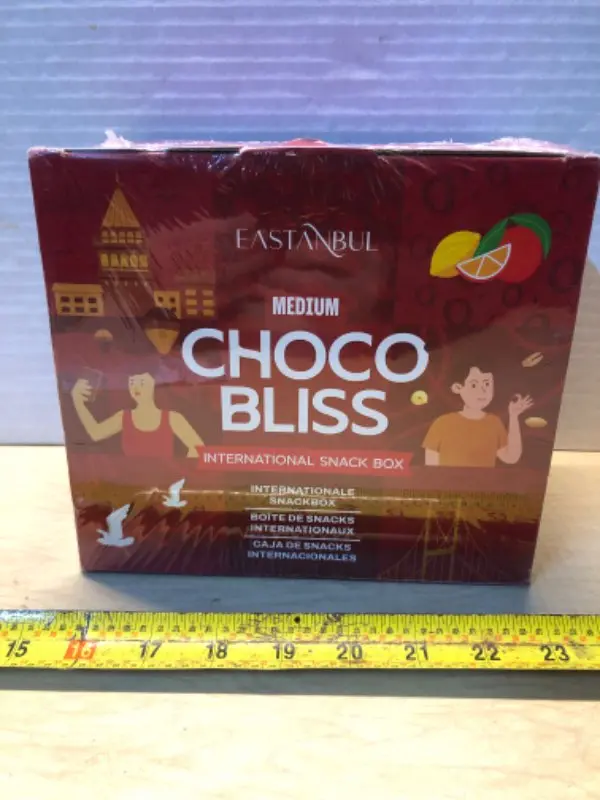 EASTANBUL
MEDIUM
CHOCO
BLISS
INTERNATIONAL SNACK BOX
INTERNATIONALE
SNACKBOX
BOÎTE DE SNACKS
INTERNATIONAUX
CAJA DE SNACKS
INTERNACIONALES
15 16 17 18 19 20 21 22 23